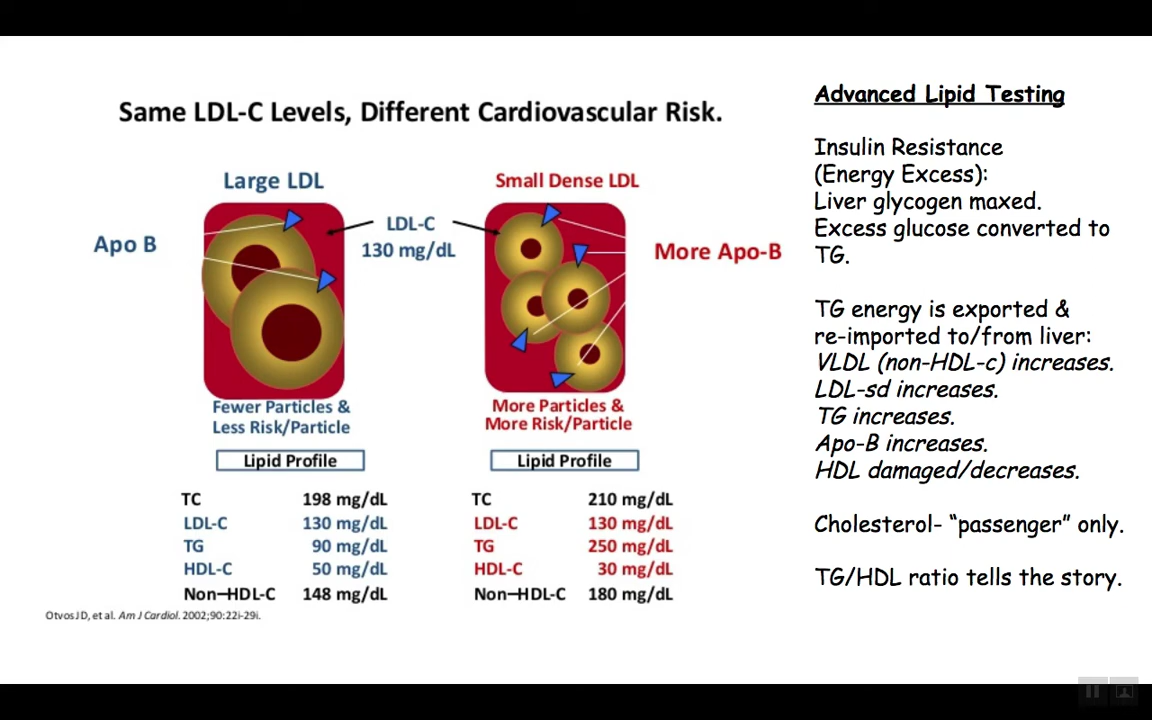 Same LDL-C Levels, Different Cardiovascular Risk.
Large LDL
Small Dense LDL
Apo B
LDL-C
130 mg/dL
More Apo-B
Fewer Particles &
Less Risk/Particle
More Particles &
More Risk/Particle
Lipid Profile
Lipid Profile
TC 198 mg/dL
LDL-C 130 mg/dL
TG 90 mg/dL
HDL-C 50 mg/dL
Non–HDL-C 148 mg/dL
TC 210 mg/dL
LDL-C 130 mg/dL
TG 250 mg/dL
HDL-C 30 mg/dL
Non–HDL-C 180 mg/dL
Otvos JD, et al. Am J Cardiol. 2002;90:22i-29i.
Advanced Lipid Testing
Insulin Resistance
(Energy Excess):
Liver glycogen maxed.
Excess glucose converted to
TG.
TG energy is exported &
re-imported to/from liver:
VLDL (non-HDL-c) increases.
LDL-sd increases.
TG increases.
Apo-B increases.
HDL damaged/decreases.
Cholesterol- “passenger” only.
TG/HDL ratio tells the story.